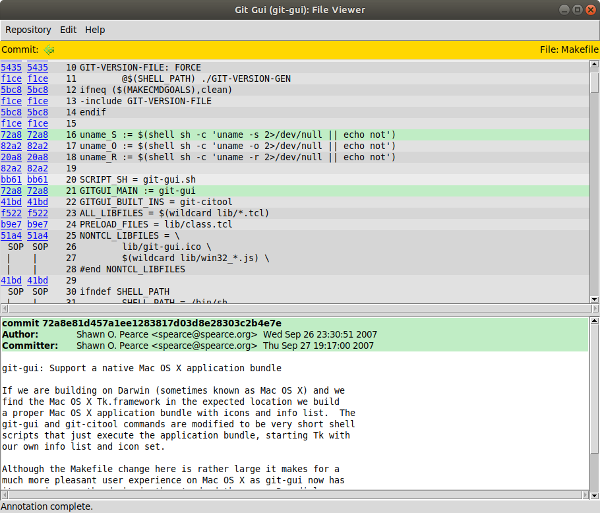 Git Gui (git-gui): File Viewer
Repository Edit Help
Commit: File: Makefile
5435 5435 10 GIT-VERSION-FILE: FORCE
f1ce f1ce 11 @$(SHELL_PATH) ./GIT-VERSION-GEN
5bc8 5bc8 12 ifneq ($(MAKECMDGOALS),clean)
f1ce f1ce 13 -include GIT-VERSION-FILE
5bc8 5bc8 14 endif
f1ce f1ce 15
72a8 72a8 16 uname_S := $(shell sh -c 'uname -s 2>/dev/null || echo not')
82a2 82a2 17 uname_O := $(shell sh -c 'uname -o 2>/dev/null || echo not')
20a8 20a8 18 uname_R := $(shell sh -c 'uname -r 2>/dev/null || echo not')
82a2 82a2 19
bb61 bb61 20 SCRIPT_SH = git-gui.sh
72a8 72a8 21 GITGUI_MAIN := git-gui
41bd 41bd 22 GITGUI_BUILT_INS = git-citool
f522 f522 23 ALL_LIBFILES = $(wildcard lib/*.tcl)
b9e7 b9e7 24 PRELOAD_FILES = lib/class.tcl
51a4 51a4 25 NONTCL_LIBFILES = \
SOP SOP 26 lib/git-gui.ico \
| | 27 $(wildcard lib/win32_*.js) \
| | 28 #end NONTCL_LIBFILES
41bd 41bd 29
SOP SOP 30 ifndef SHELL_PATH
| | 31 SHELL_PATH = /bin/sh
commit 72a8e81d457a1ee1283817d03d8e28303c2b4e7e
Author: Shawn O. Pearce <spearce@spearce.org> Wed Sep 26 23:30:51 2007
Committer: Shawn O. Pearce <spearce@spearce.org> Thu Sep 27 19:17:00 2007
git-gui: Support a native Mac OS X application bundle
If we are building on Darwin (sometimes known as Mac OS X) and we
find the Mac OS X Tk.framework in the expected location we build
a proper Mac OS X application bundle with icons and info list. The
git-gui and git-citool commands are modified to be very short shell
scripts that just execute the application bundle, starting Tk with
our own info list and icon set.
Although the Makefile change here is rather large it makes for a
much more pleasant user experience on Mac OS X as git-gui now has
Annotation complete.